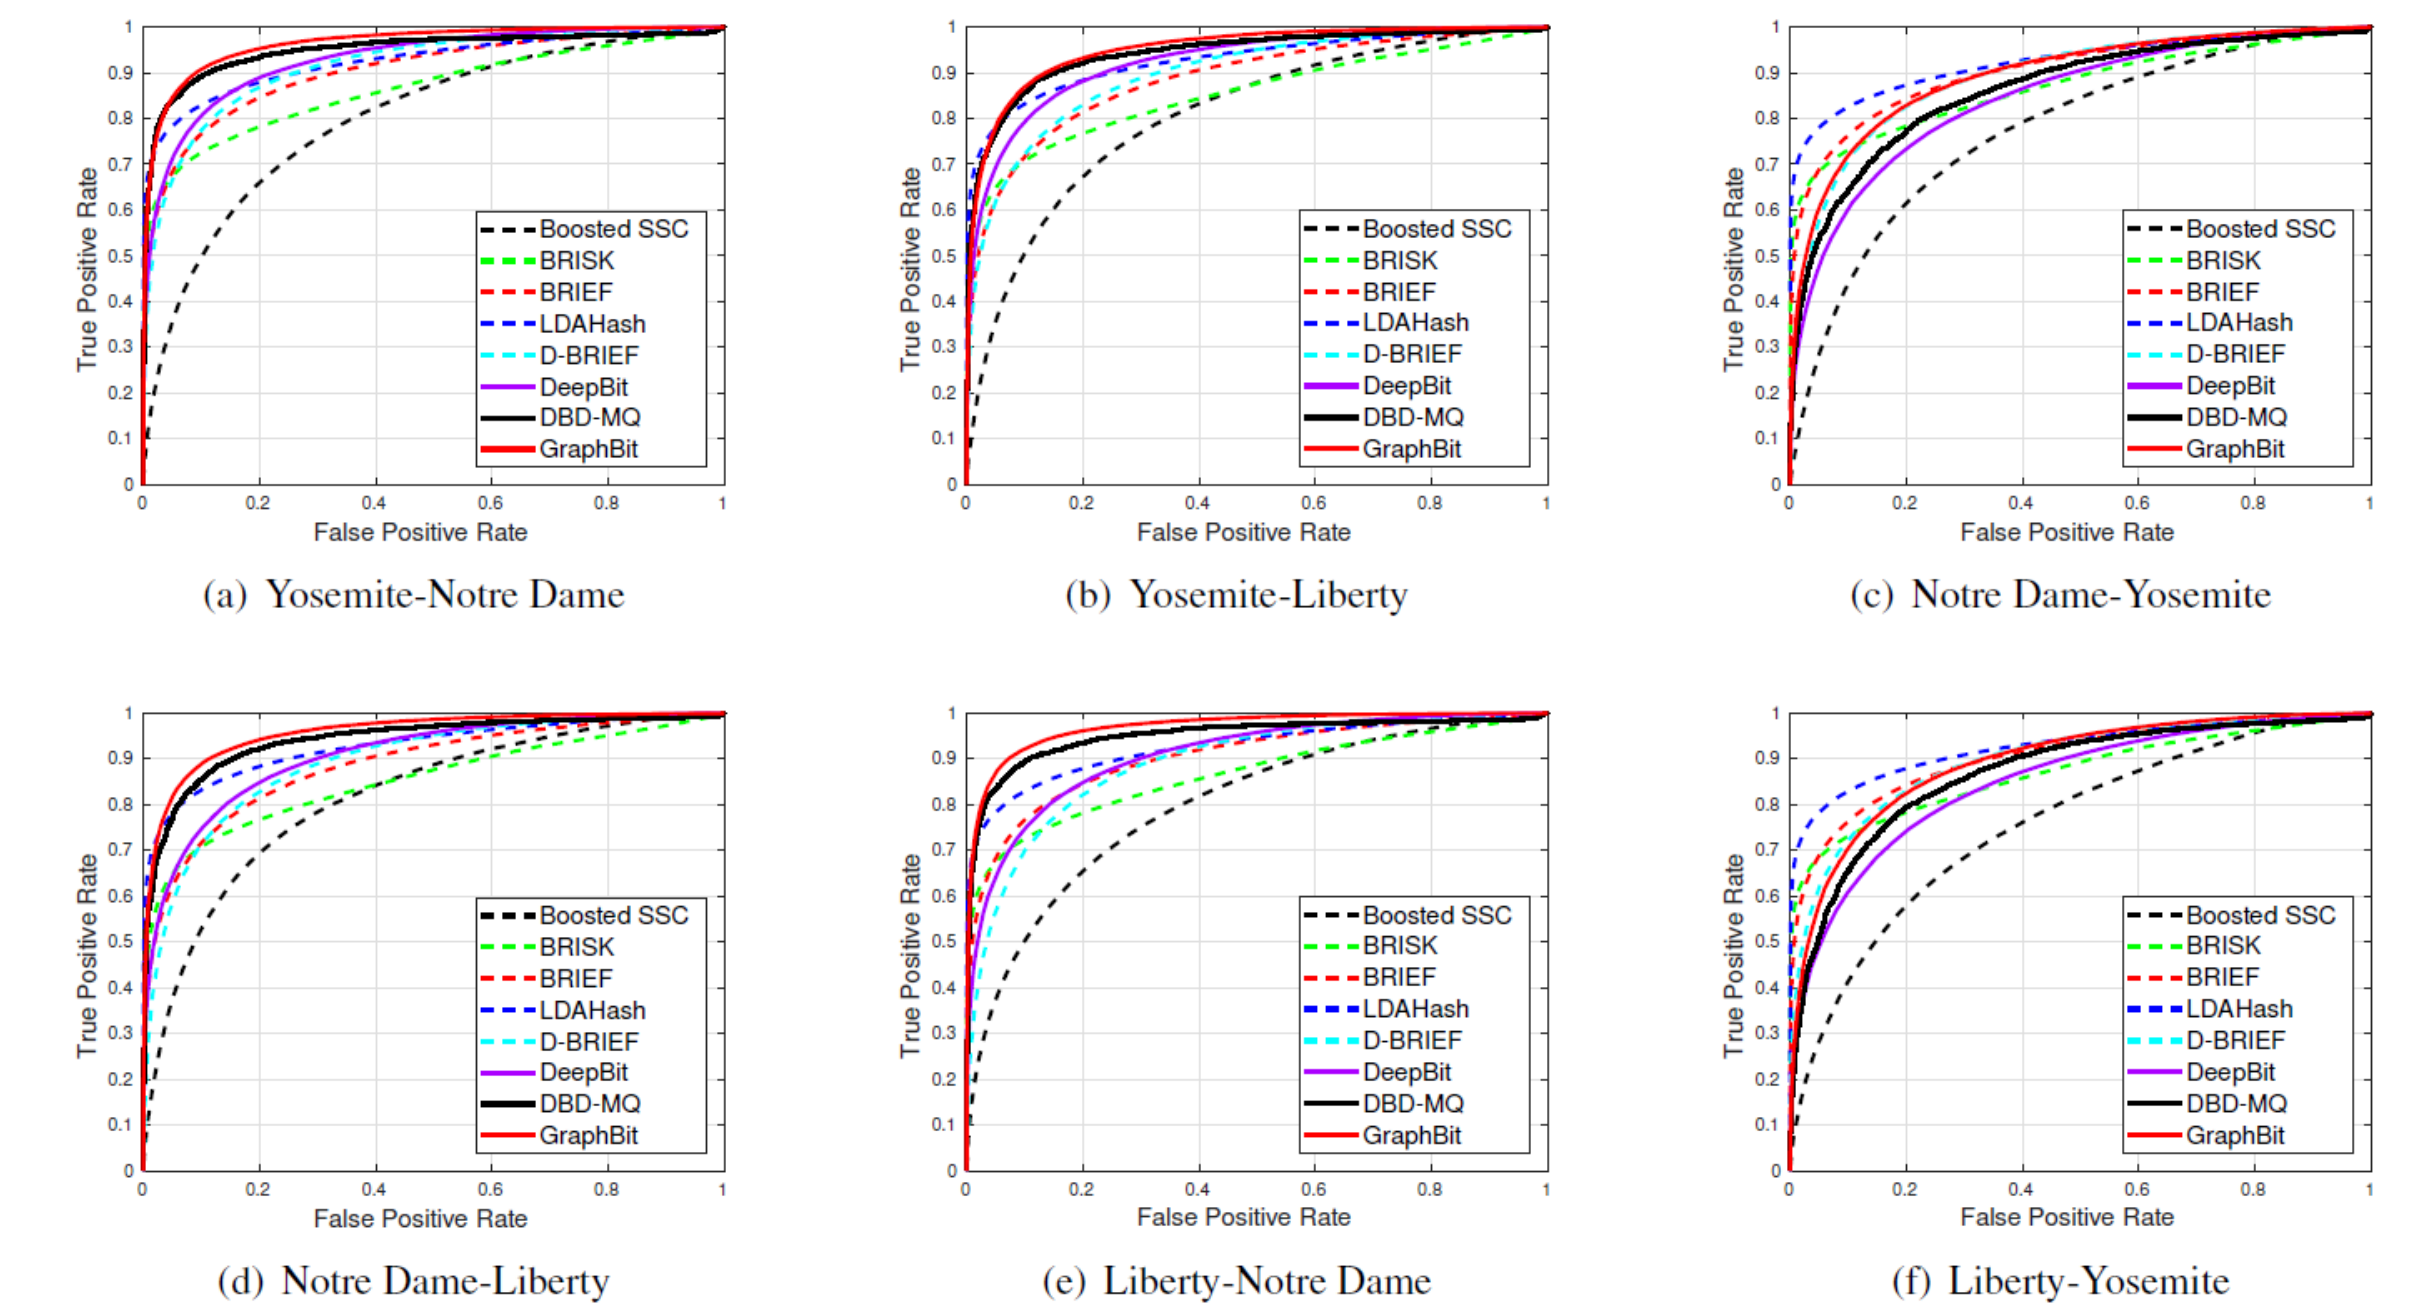 1
0.9
0.8
0.7
0.6
0.5
0.4
0.3
0.2
0.1
0
True Positive Rate
Boosted SSC
BRISK
BRIEF
LDAHash
D-BRIEF
DeepBit
DBD-MQ
GraphBit
0 0.2 0.4 0.6 0.8 1
False Positive Rate
(a) Yosemite-Notre Dame
1
0.9
0.8
0.7
0.6
0.5
0.4
0.3
0.2
0.1
0
True Positive Rate
Boosted SSC
BRISK
BRIEF
LDAHash
D-BRIEF
DeepBit
DBD-MQ
GraphBit
0 0.2 0.4 0.6 0.8 1
False Positive Rate
(b) Yosemite-Liberty
1
0.9
0.8
0.7
0.6
0.5
0.4
0.3
0.2
0.1
0
True Positive Rate
Boosted SSC
BRISK
BRIEF
LDAHash
D-BRIEF
DeepBit
DBD-MQ
GraphBit
0 0.2 0.4 0.6 0.8 1
False Positive Rate
(c) Notre Dame-Yosemite
1
0.9
0.8
0.7
0.6
0.5
0.4
0.3
0.2
0.1
0
True Positive Rate
Boosted SSC
BRISK
BRIEF
LDAHash
D-BRIEF
DeepBit
DBD-MQ
GraphBit
0 0.2 0.4 0.6 0.8 1
False Positive Rate
(d) Notre Dame-Liberty
1
0.9
0.8
0.7
0.6
0.5
0.4
0.3
0.2
0.1
0
True Positive Rate
Boosted SSC
BRISK
BRIEF
LDAHash
D-BRIEF
DeepBit
DBD-MQ
GraphBit
0 0.2 0.4 0.6 0.8 1
False Positive Rate
(e) Liberty-Notre Dame
1
0.9
0.8
0.7
0.6
0.5
0.4
0.3
0.2
0.1
0
True Positive Rate
Boosted SSC
BRISK
BRIEF
LDAHash
D-BRIEF
DeepBit
DBD-MQ
GraphBit
0 0.2 0.4 0.6 0.8 1
False Positive Rate
(f) Liberty-Yosemite